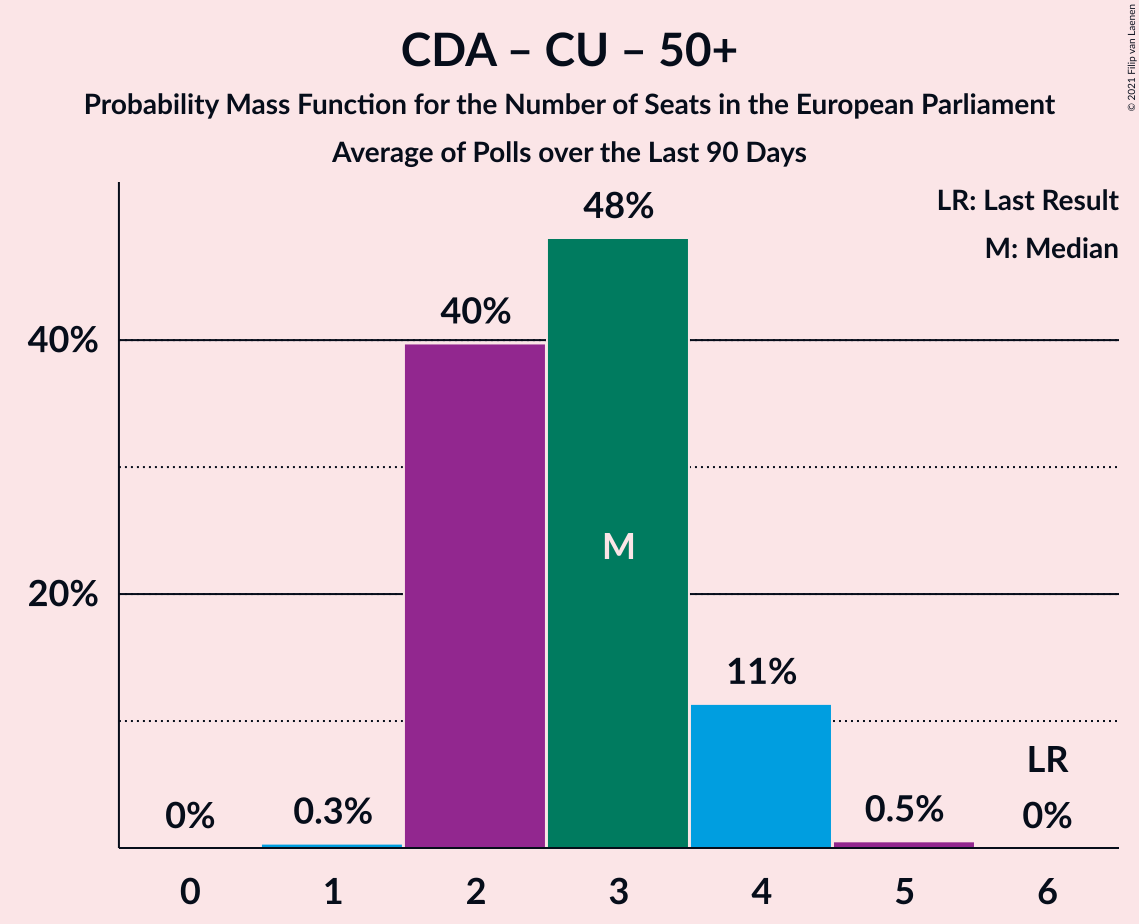 CDA – CU – 50+
Probability Mass Function for the Number of Seats in the European Parliament
Average of Polls over the Last 90 Days
© 2021 Filip van Laenen
LR: Last Result
M: Median
48%
40%
40%
M
20%
11%
LR
0%
0.3%
0.5%
0%
0 1 2 3 4 5 6